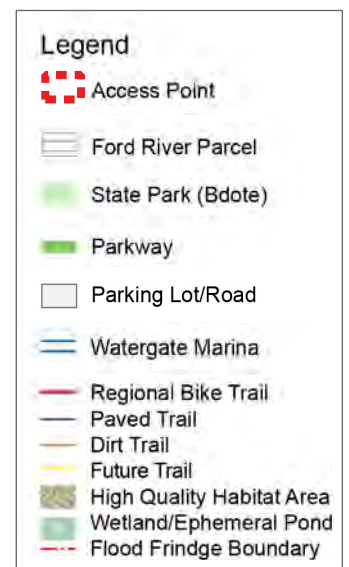 Legend
Access Point
Ford River Parcel
State Park (Bdote)
Parkway
Parking Lot/Road
Watergate Marina
Regional Bike Trail
Paved Trail
Dirt Trail
Future Trail
High Quality Habitat Area
Wetland/Ephemeral Pond
Flood Frindge Boundary